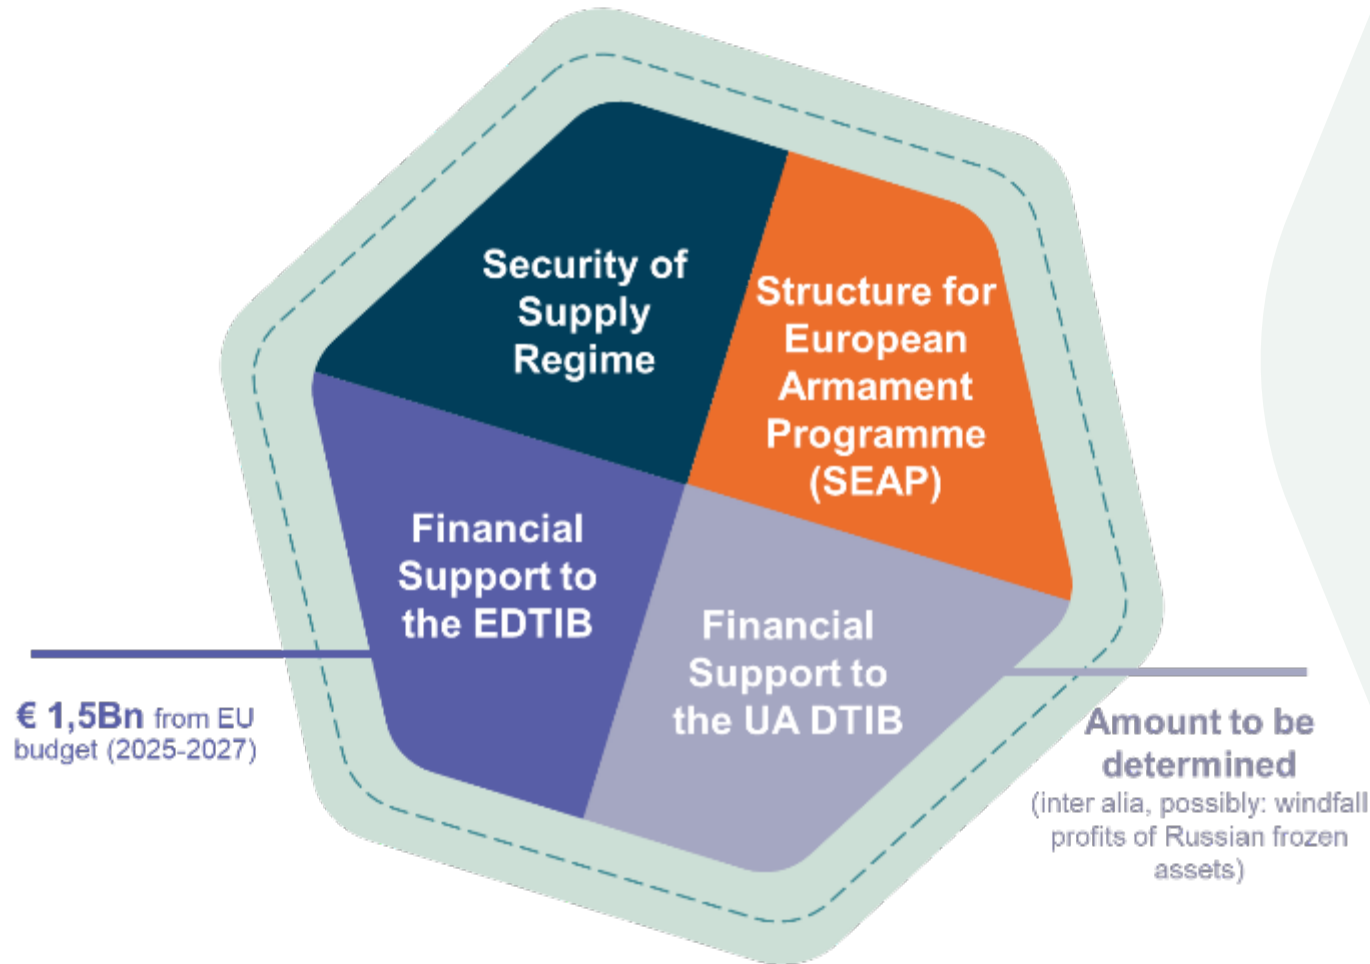 Security of
Supply
Regime
Structure for
European
Armament
Programme
(SEAP)
Financial
Support to
the EDTIB
Financial
Support to
the UA DTIB
€ 1,5Bn from EU
budget (2025-2027)
Amount to be
determined
(inter alia, possibly: windfall
profits of Russian frozen
assets)